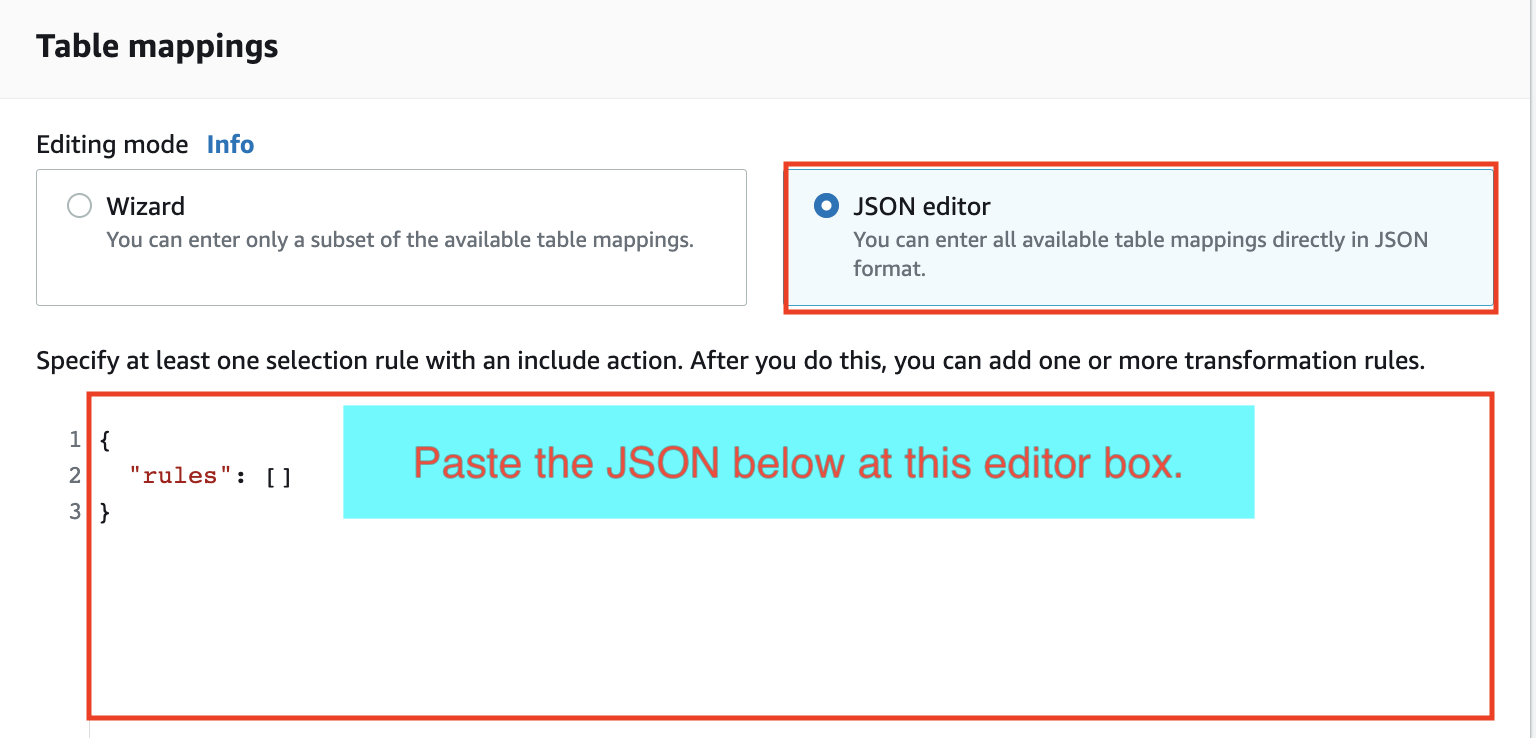 Table mappings
Editing mode Info
Wizard
You can enter only a subset of the available table mappings.
JSON editor
You can enter all available table mappings directly in JSON
format.
Specify at least one selection rule with an include action. After you do this, you can add one or more transformation rules.
1 {
2 "rules": []
3 }
Paste the JSON below at this editor box.